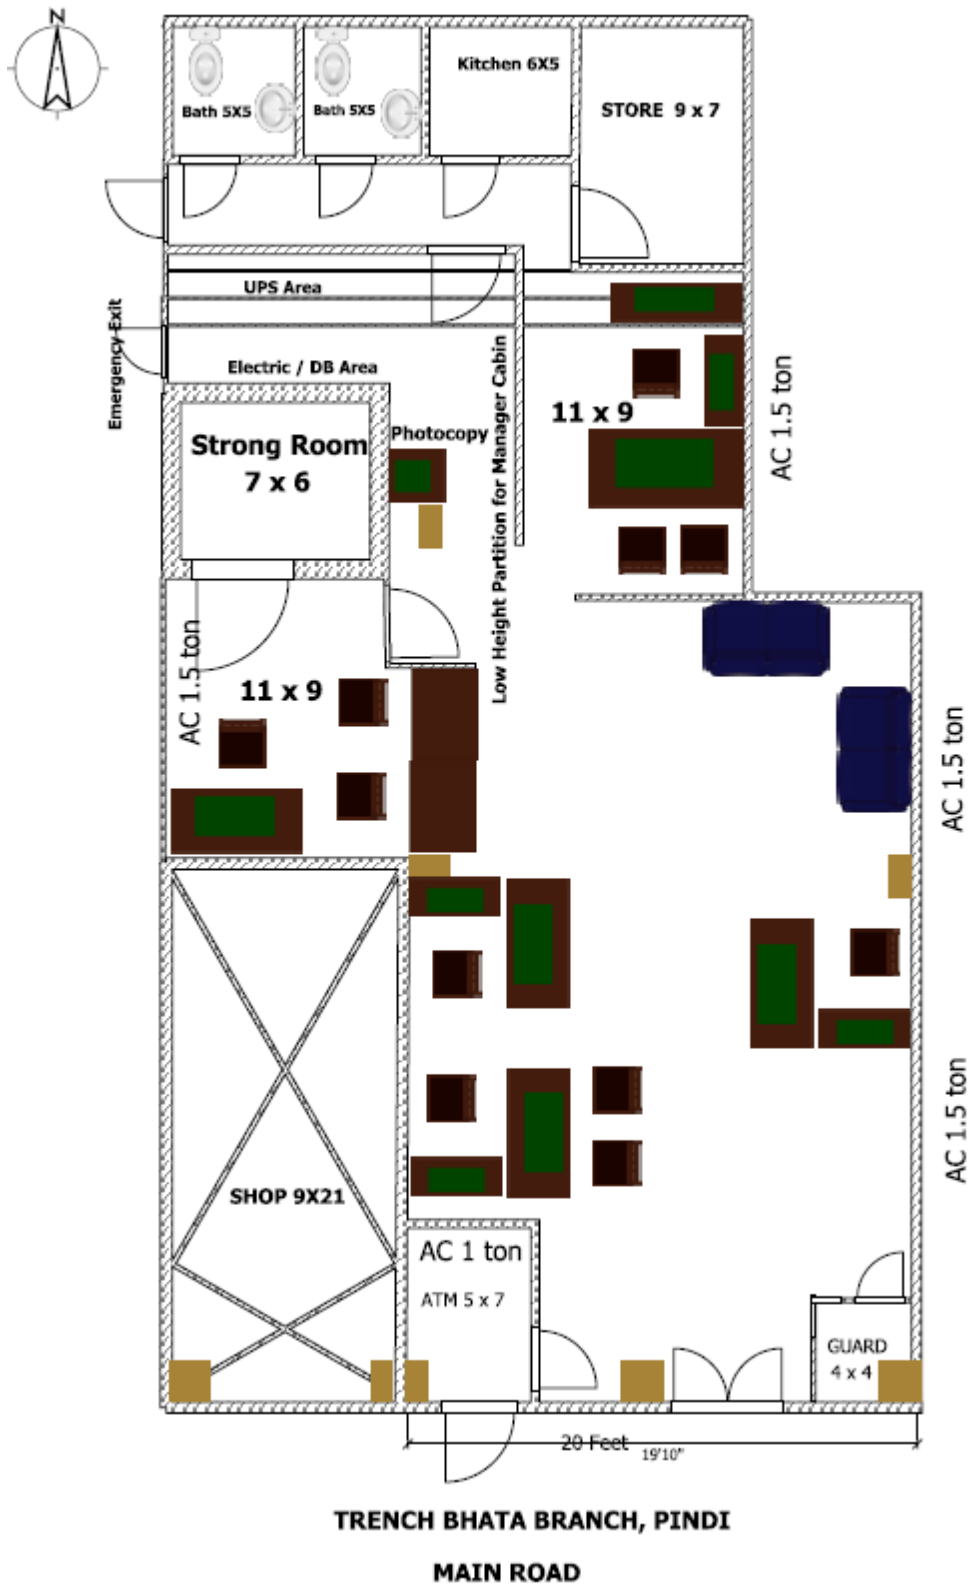 N
Kitchen 6X5
Bath 5X5
Bath 5X5
STORE 9 x 7
UPS Area
Emergency Exit
Electric / DB Area
Low Height Partition for Manager Cabin
11 x 9
AC 1.5 ton
Photocopy
Strong Room
7 x 6
AC 1.5 ton
11 x 9
AC 1.5 ton
AC 1.5 ton
SHOP 9X21
AC 1 ton
ATM 5 x 7
GUARD
4 x 4
20 Feet
19'10"
TRENCH BHATA BRANCH, PINDI
MAIN ROAD